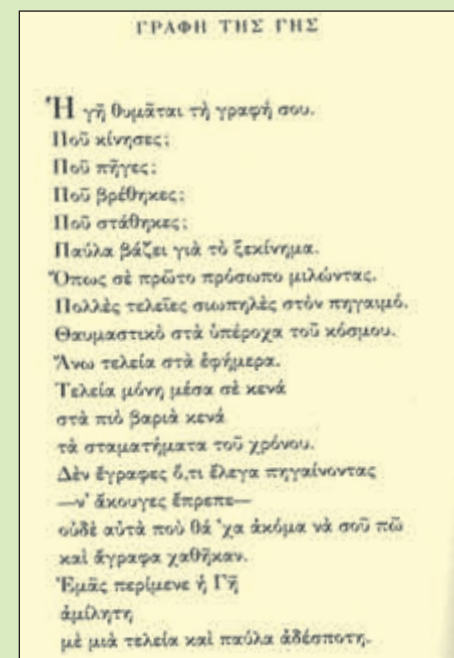 ΓΡΑΦΗ ΤΗΣ ΓΗΣ
Ἡ γῆ θυμᾶται τὴ γραφή σου.
Ποῦ κίνησες;
Ποῦ πῆγες;
Ποῦ βρέθηκες;
Ποῦ στάθηκες;
Παύλα βάζει γιὰ τὸ ξεκίνημα.
Ὅπως σὲ πρῶτο πρόσωπο μιλώντας.
Πολλὲς τελεῖες σιωπηλὲς στὸν πηγαιμό.
Θαυμαστικὸ στὰ ὑπέροχα τοῦ κόσμου.
Ἄνω τελεία στὰ ἐφήμερα.
Τελεία μόνη μέσα σὲ κενά
στὰ πιὸ βαριὰ κενά
τὰ σταματήματα τοῦ χρόνου.
Δὲν ἔγραφες ὅ,τι ἔλεγα πηγαίνοντας
—ν' ἄκουγες ἔπρεπε—
οὐδὲ αὐτὰ ποὺ θά 'χα ἀκόμα νὰ σοῦ πῶ
καὶ ἄγραφα χαθῆκαν.
Ἐμᾶς περίμενε ἡ Γῆ
ἀμίλητη
μὲ μιὰ τελεία καὶ παύλα ἀδέσποτη.